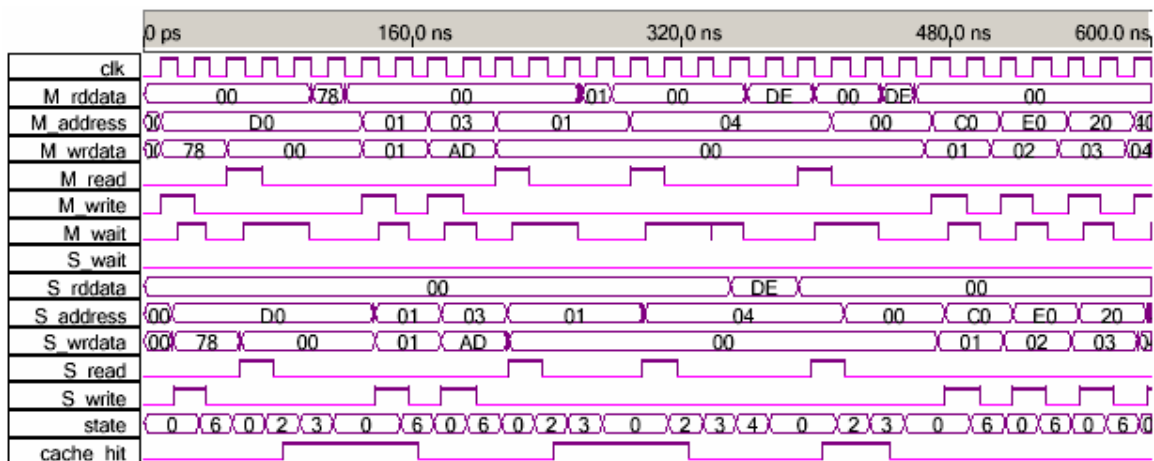 0 ps 160.0 ns 320.0 ns 480.0 ns 600.0 ns
clk
M_rddata 00 78 00 01 00 DE 00 DE 00
M_address 00 D0 01 03 01 04 00 C0 E0 20 40
M_wrdata 00 78 00 01 AD 00 01 02 03 04
M_read
M_write
M_wait
S_wait
S_rddata 00 DE 00
S_address 00 D0 01 03 01 04 00 C0 E0 20
S_wrdata 00 78 00 01 AD 00 01 02 03
S_read
S_write
state 0 6 0 2 3 0 6 0 6 0 2 3 0 2 3 4 0 2 3 0 6 0 6 0 6 0
cache_hit